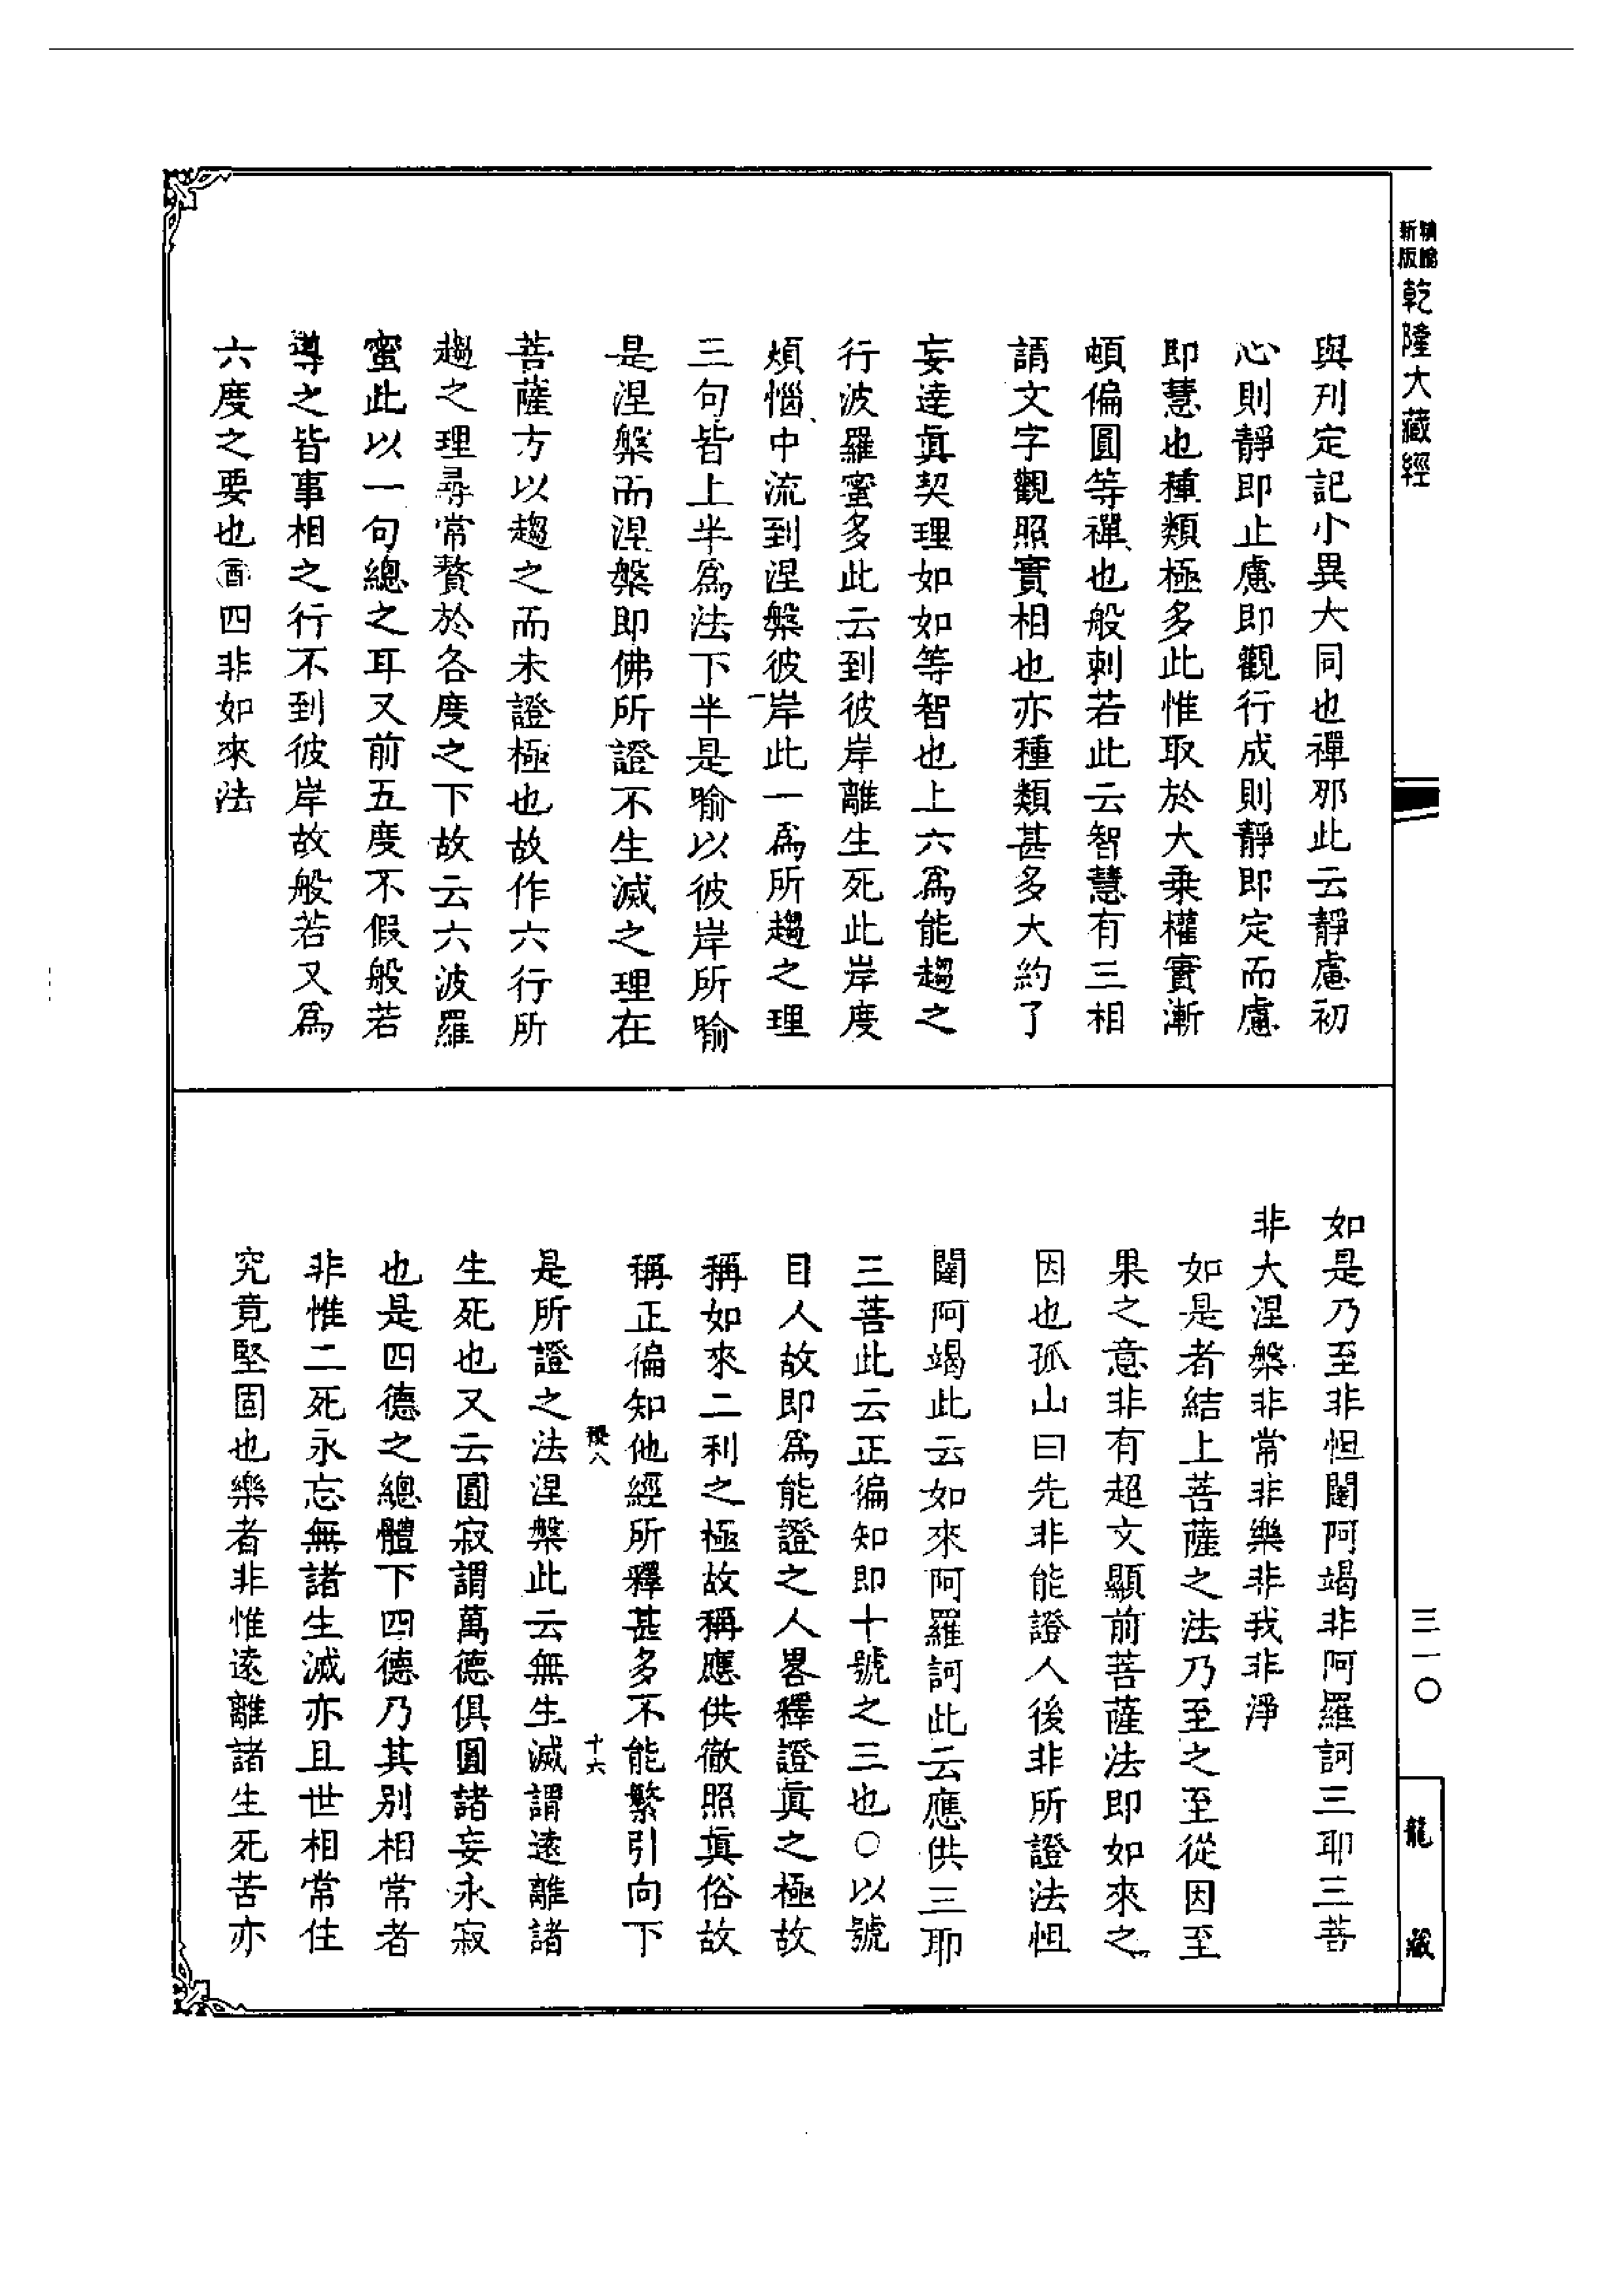 新版
精繪
乾隆大藏經
三一〇
龍藏
與刋定記小異大同也禪那此云靜慮初
心則靜即止慮即觀行成則靜即定而慮
即慧也種類極多此惟取於大乗權實漸
頓偏圓等禪也般剌若此云智慧有三相
謂文字觀照實相也亦種類甚多大約了
妄達眞契理如如等智也上六爲能趨之
行波羅蜜多此云到彼岸離生死此岸度
煩惱中流到涅槃彼岸此一爲所趨之理
三句皆上半爲法下半是喻以彼岸所喻
是涅槃而涅槃即佛所證不生滅之理在
菩薩方以趨之而未證極也故作六行所
趨之理尋常贅於各度之下故云六波羅
蜜此以一句總之耳又前五度不假般若
導之皆事相之行不到彼岸故般若又爲
六度之要也酉四非如來法
如是乃至非怛闥阿竭非阿羅訶三耶三菩
非大涅槃非常非樂非我非淨
如是者結上菩薩之法乃至之至從因至
果之意非有超文顯前菩薩法即如來之
因也孤山曰先非能證人後非所證法怛
闥阿竭此云如來阿羅訶此云應供三耶
三菩此云正徧知即十號之三也○以號
目人故即爲能證之人畧釋證眞之極故
稱如來二利之極故稱應供徹照眞俗故
稱正徧知他經所釋甚多不能繁引向下
十六
是所證之法涅槃此云無生滅謂遠離諸
生死也又云圓寂謂萬德俱圓諸妄永寂
也是四德之總體下四德乃其別相常者
非惟二死永忘無諸生滅亦且世相常住
究竟堅固也樂者非惟遠離諸生死苦亦